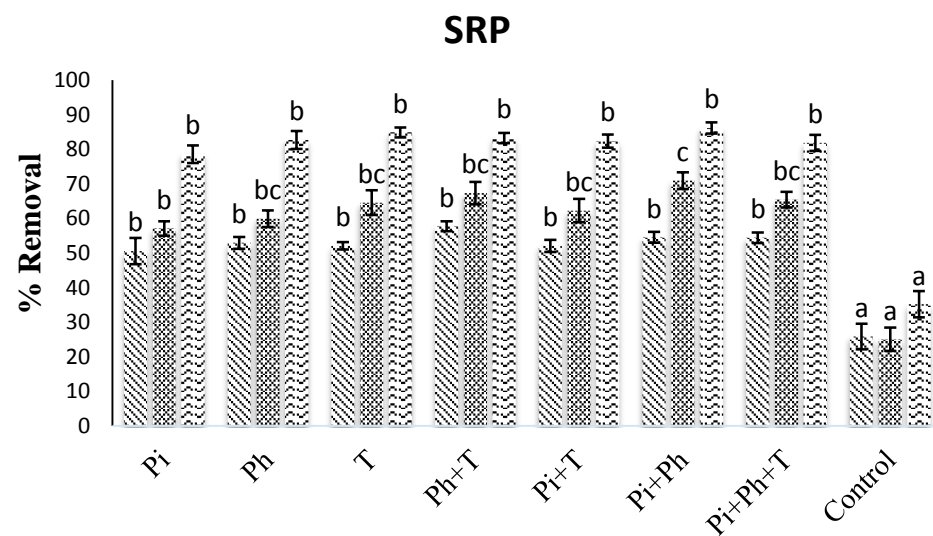 SRP
% Removal
100
90
80
70
60
50
40
30
20
10
0
b b b
b bc b
b bc b
b bc b
b bc b
b c b
b bc b
a a a
Pi
Ph
T
Ph+T
Pi+T
Pi+Ph
Pi+Ph+T
Control